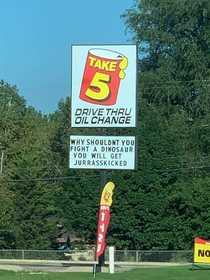 TAKE
5
DRIVE THRU
OIL CHANGE
WHY SHOULDNT YOU
FIGHT A DINOSAUR
YOU WILL GET
JURRASSKICKED
NO